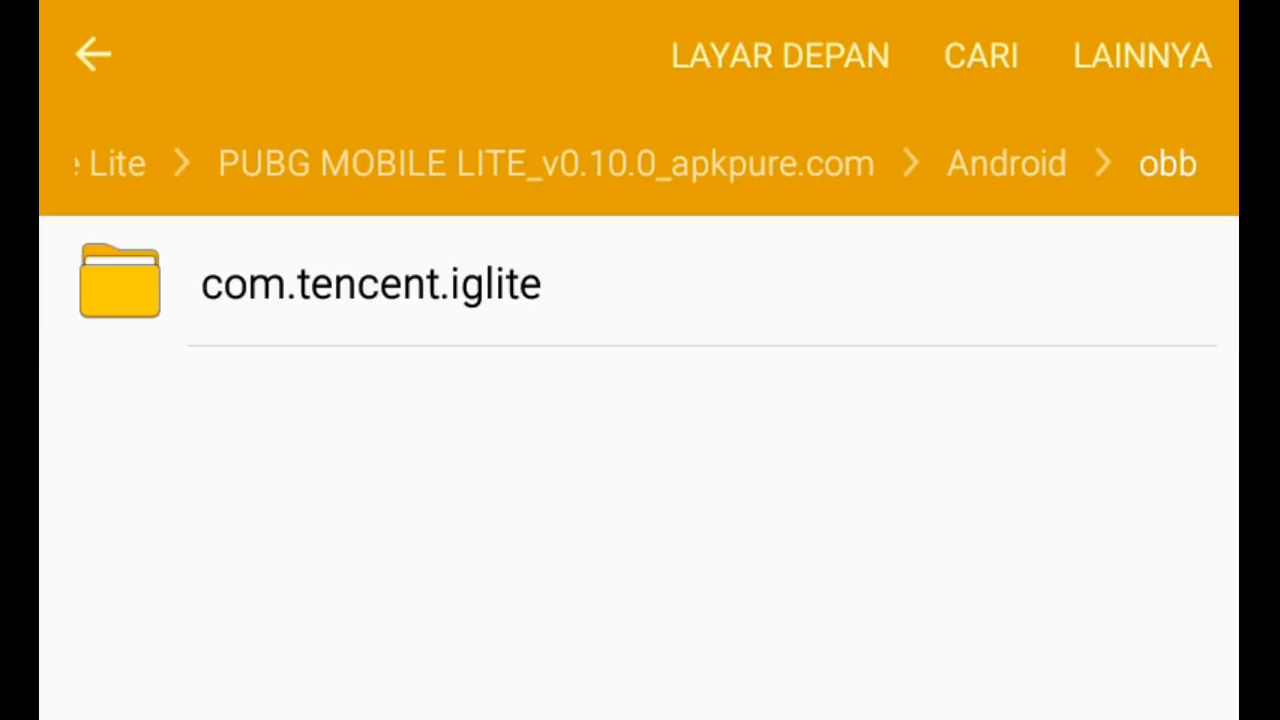 LAYAR DEPAN CARI LAINNYA
Lite > PUBG MOBILE LITE_v0.10.0_apkpure.com > Android > obb
com.tencent.iglite